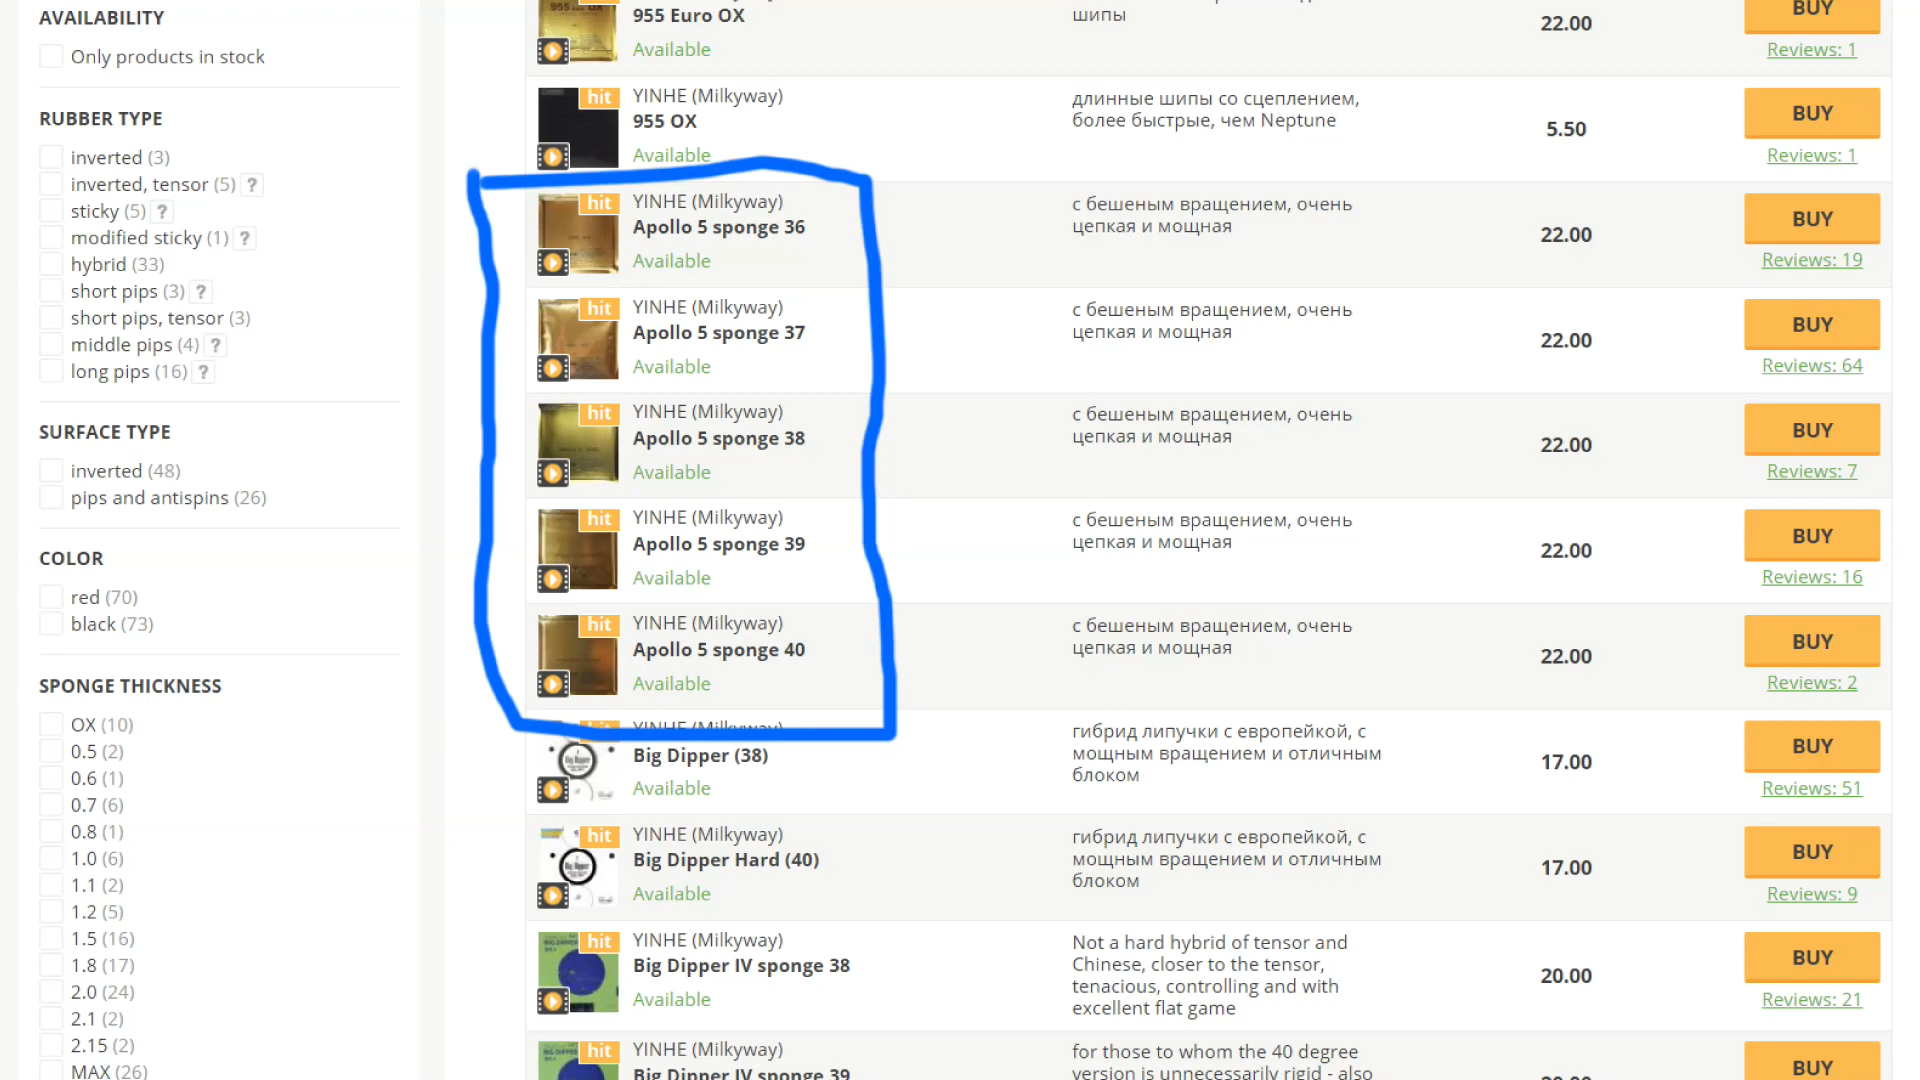 AVAILABILITY
Only products in stock
RUBBER TYPE
inverted (3)
inverted, tensor (5) ?
sticky (5) ?
modified sticky (1) ?
hybrid (33)
short pips (3) ?
short pips, tensor (3)
middle pips (4) ?
long pips (16) ?
SURFACE TYPE
inverted (48)
pips and antispins (26)
COLOR
red (70)
black (73)
SPONGE THICKNESS
OX (10)
0.5 (2)
0.6 (1)
0.7 (6)
0.8 (1)
1.0 (6)
1.1 (2)
1.2 (5)
1.5 (16)
1.8 (17)
2.0 (24)
2.1 (2)
2.15 (2)
MAX (26)
955 Euro OX
Available
шипы
22.00
BUY
Reviews: 1
hit
YINHE (Milkyway)
955 OX
Available
длинные шипы со сцеплением,
более быстрые, чем Neptune
5.50
BUY
Reviews: 1
hit
YINHE (Milkyway)
Apollo 5 sponge 36
Available
с бешеным вращением, очень
цепкая и мощная
22.00
BUY
Reviews: 19
hit
YINHE (Milkyway)
Apollo 5 sponge 37
Available
с бешеным вращением, очень
цепкая и мощная
22.00
BUY
Reviews: 64
hit
YINHE (Milkyway)
Apollo 5 sponge 38
Available
с бешеным вращением, очень
цепкая и мощная
22.00
BUY
Reviews: 7
hit
YINHE (Milkyway)
Apollo 5 sponge 39
Available
с бешеным вращением, очень
цепкая и мощная
22.00
BUY
Reviews: 16
hit
YINHE (Milkyway)
Apollo 5 sponge 40
Available
с бешеным вращением, очень
цепкая и мощная
22.00
BUY
Reviews: 2
hit
YINHE (Milkyway)
Big Dipper (38)
Available
гибрид липучки с европейкой, с
мощным вращением и отличным
блоком
17.00
BUY
Reviews: 51
hit
YINHE (Milkyway)
Big Dipper Hard (40)
Available
гибрид липучки с европейкой, с
мощным вращением и отличным
блоком
17.00
BUY
Reviews: 9
hit
YINHE (Milkyway)
Big Dipper IV sponge 38
Available
Not a hard hybrid of tensor and
Chinese, closer to the tensor,
tenacious, controlling and with
excellent flat game
20.00
BUY
Reviews: 21
hit
YINHE (Milkyway)
Big Dipper IV sponge 39
for those to whom the 40 degree
version is unnecessarily rigid - also
20.00
BUY